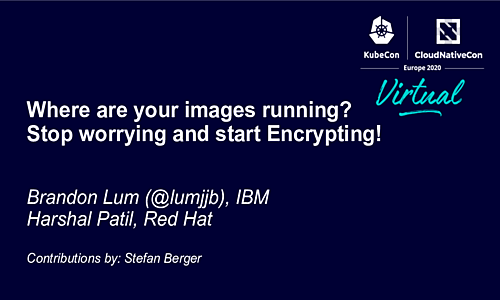 KubeCon
CloudNativeCon
Europe 2020
Virtual
Where are your images running?
Stop worrying and start Encrypting!
Brandon Lum (@lumjjb), IBM
Harshal Patil, Red Hat
Contributions by: Stefan Berger